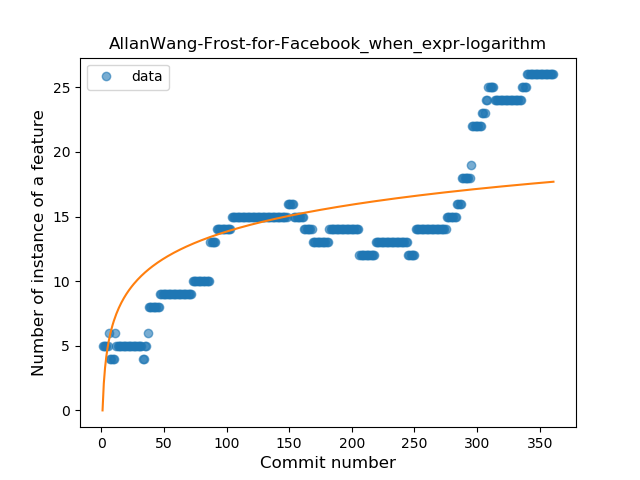 AllanWang-Frost-for-Facebook_when_expr-logarithm
data
Number of instance of a feature
25
20
15
10
5
0
0 50 100 150 200 250 300 350
Commit number